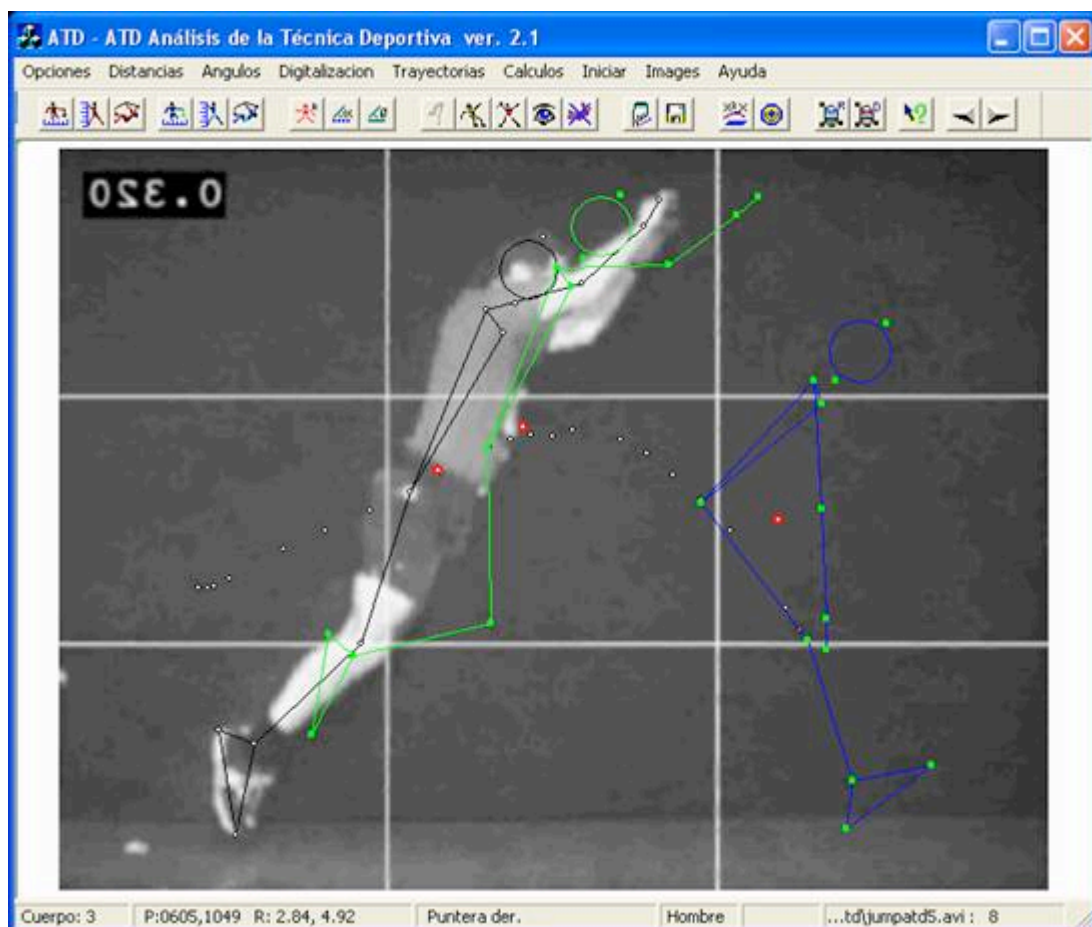 ATD - ATD Análisis de la Técnica Deportiva ver. 2.1
Opciones Distancias Angulos Digitalizacion Trayectorias Calculos Iniciar Images Ayuda
0.320
Cuerpo: 3 P:0605,1049 R: 2.84, 4.92 Puntera der. Hombre ...td\jumpatd5.avi : 8